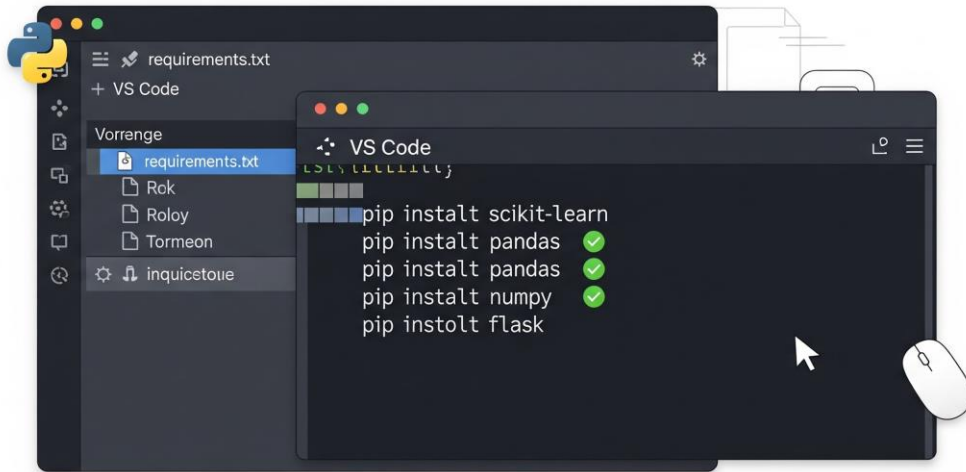 requirements.txt
+ VS Code
Vorrenge
requirements.txt
Rok
Roloy
Tormeon
inquicetoue
VS Code
pip instalt scikit-learn
pip instalt pandas
pip instalt pandas
pip instalt numpy
pip instolt flask